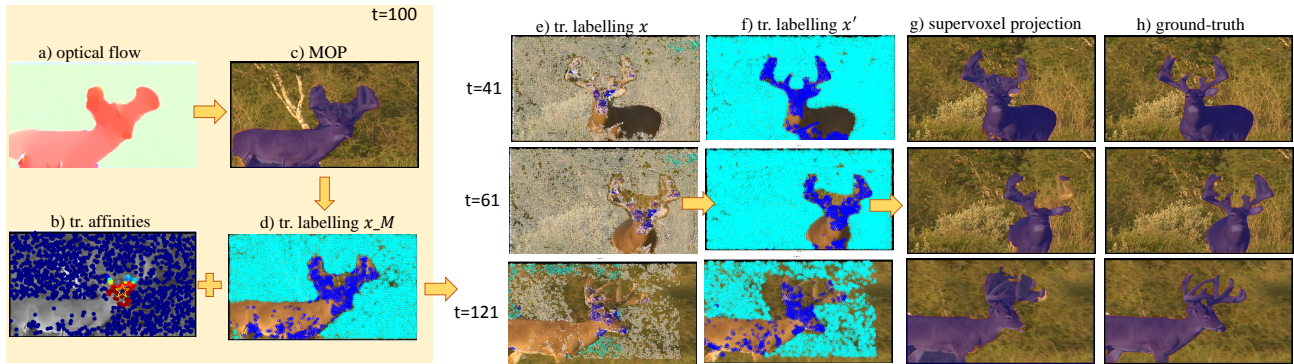 t=100
a) optical flow
c) MOP
b) tr. affinities
d) tr. labelling x_M
e) tr. labelling x
f) tr. labelling x′
g) supervoxel projection
h) ground-truth
t=41
t=61
t=121